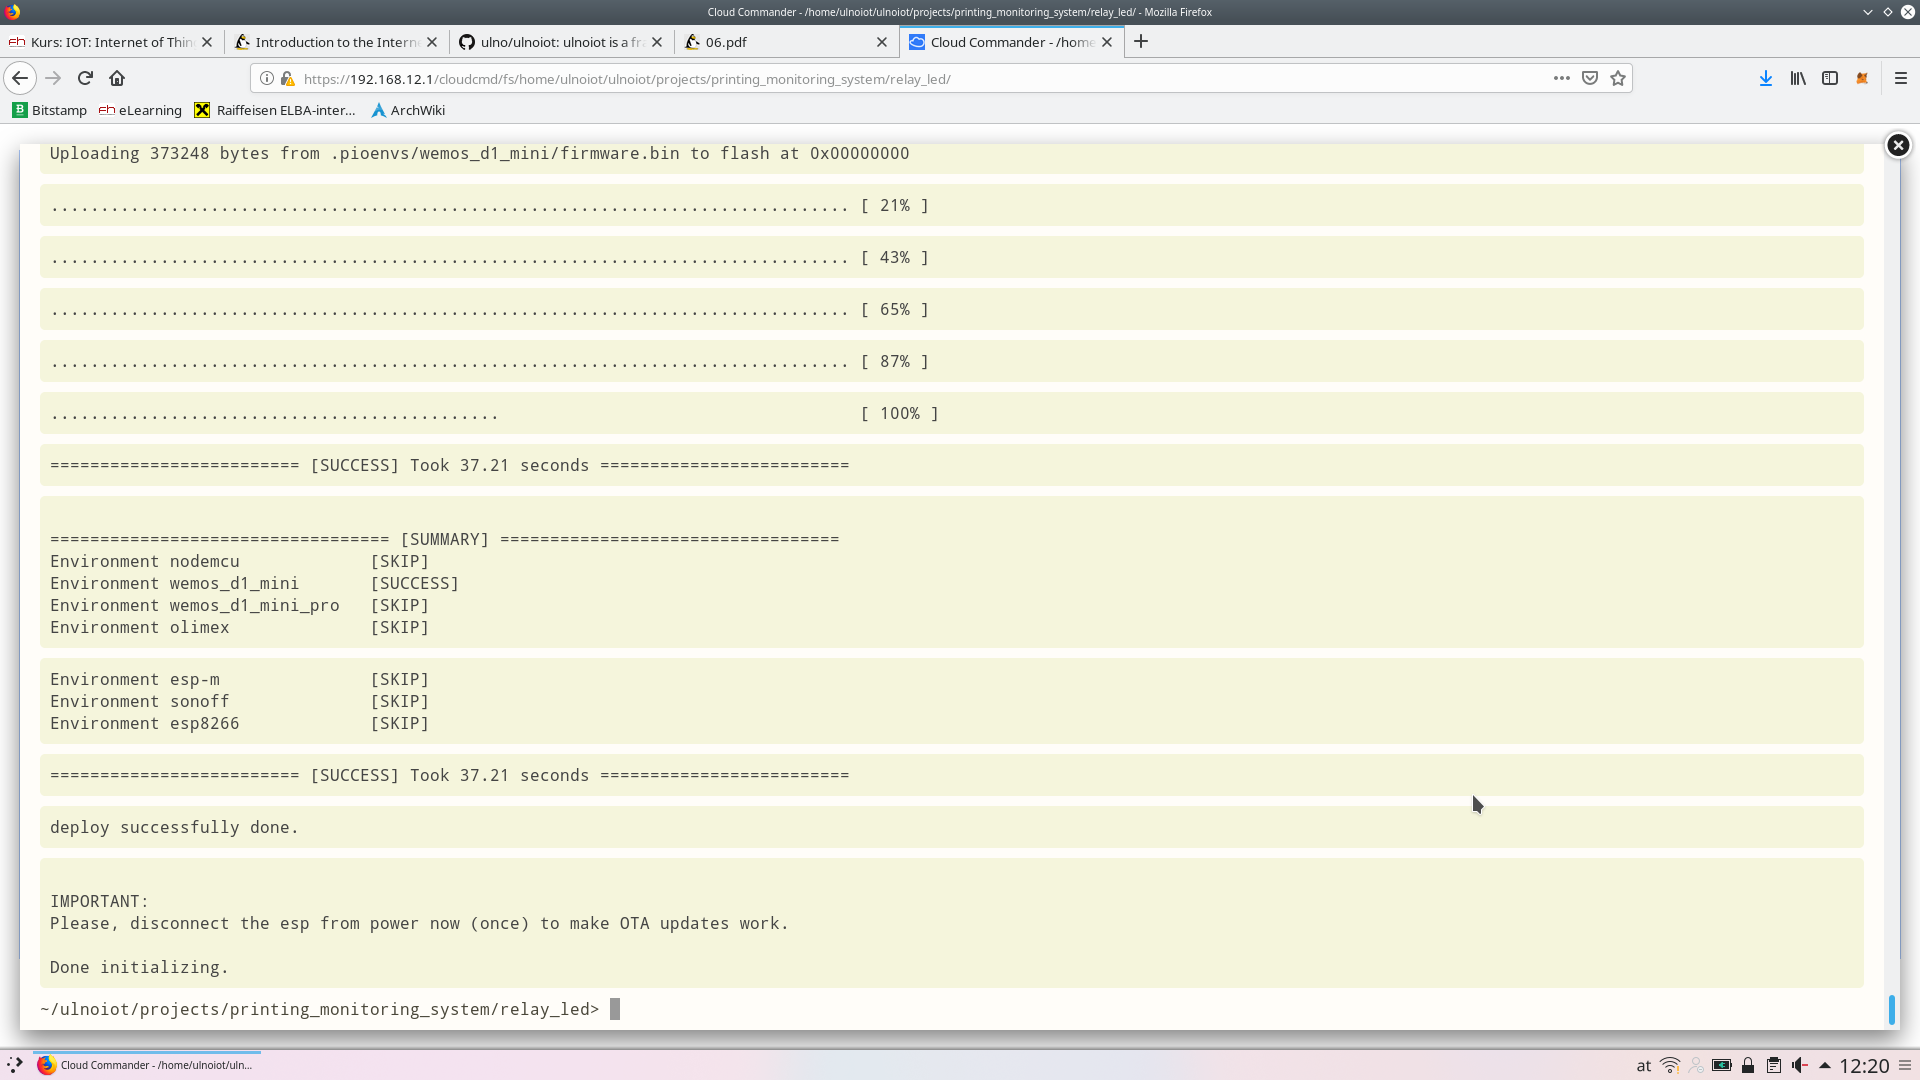 Cloud Commander - /home/ulnoiot/ulnoiot/projects/printing_monitoring_system/relay_led/ - Mozilla Firefox
Kurs: IOT: Internet of Thin
Introduction to the Intern
ulno/ulnoiot: ulnoiot is a fra
06.pdf
Cloud Commander - /home
https://192.168.12.1/cloudcmd/fs/home/ulnoiot/ulnoiot/projects/printing_monitoring_system/relay_led/
Bitstamp
eLearning
Raiffeisen ELBA-inter...
ArchWiki
Uploading 373248 bytes from .pioenvs/wemos_d1_mini/firmware.bin to flash at 0x00000000
................................................................................ [ 21% ]
................................................................................ [ 43% ]
................................................................................ [ 65% ]
................................................................................ [ 87% ]
.............................................                                    [ 100% ]
========================= [SUCCESS] Took 37.21 seconds =========================
================================== [SUMMARY] ==================================
Environment nodemcu             [SKIP]
Environment wemos_d1_mini       [SUCCESS]
Environment wemos_d1_mini_pro   [SKIP]
Environment olimex              [SKIP]
Environment esp-m               [SKIP]
Environment sonoff              [SKIP]
Environment esp8266             [SKIP]
========================= [SUCCESS] Took 37.21 seconds =========================
deploy successfully done.
IMPORTANT:
Please, disconnect the esp from power now (once) to make OTA updates work.
Done initializing.
~/ulnoiot/projects/printing_monitoring_system/relay_led>
Cloud Commander - /home/ulnoiot/uln...
at
12:20